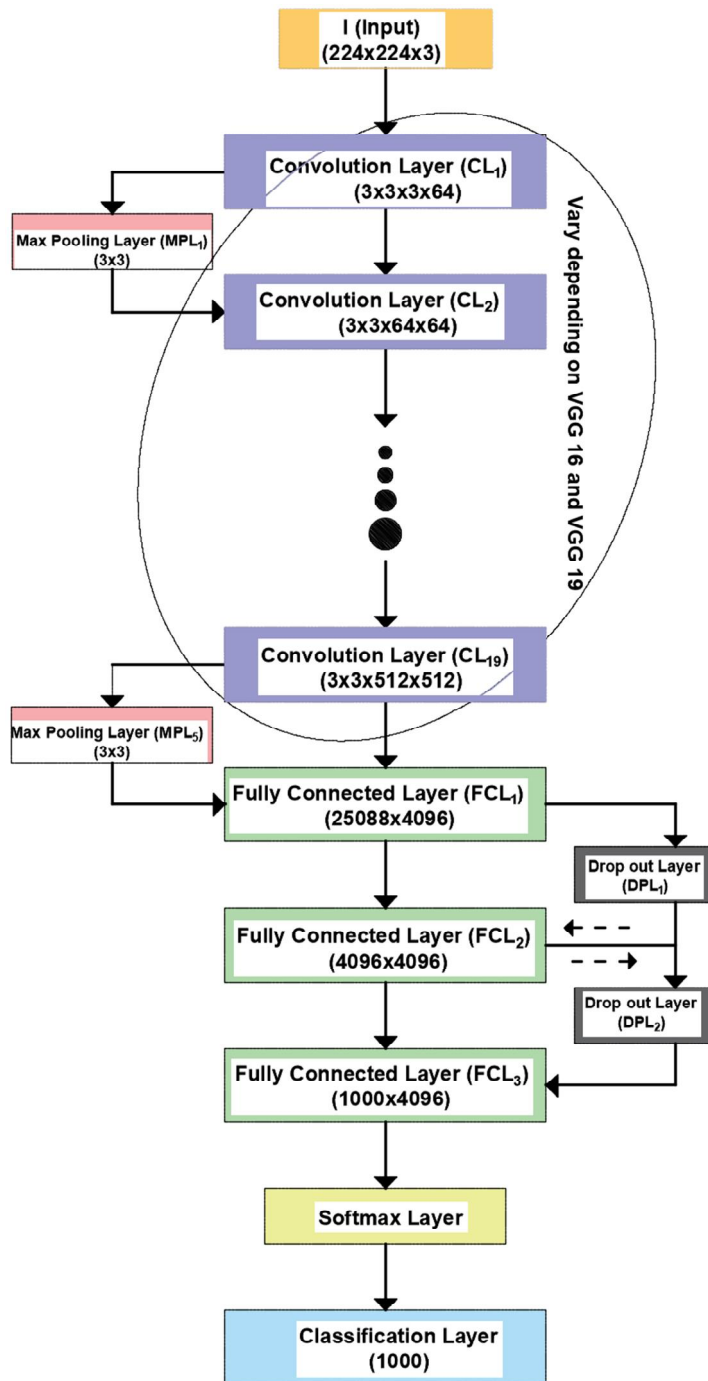 I (Input)
(224x224x3)
Convolution Layer (CL₁)
(3x3x3x64)
Max Pooling Layer (MPL₁)
(3x3)
Convolution Layer (CL₂)
(3x3x64x64)
Vary depending on VGG 16 and VGG 19
Convolution Layer (CL₁₉)
(3x3x512x512)
Max Pooling Layer (MPL₅)
(3x3)
Fully Connected Layer (FCL₁)
(25088x4096)
Drop out Layer
(DPL₁)
Fully Connected Layer (FCL₂)
(4096x4096)
Drop out Layer
(DPL₂)
Fully Connected Layer (FCL₃)
(1000x4096)
Softmax Layer
Classification Layer
(1000)